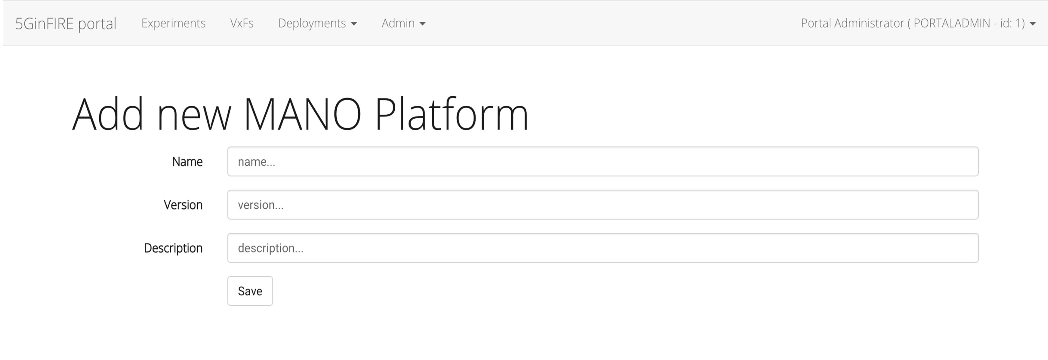 5GinFIRE portal Experiments VxFs Deployments Admin Portal Administrator ( PORTALADMIN - id: 1)
Add new MANO Platform
Name name...
Version version...
Description description...
Save